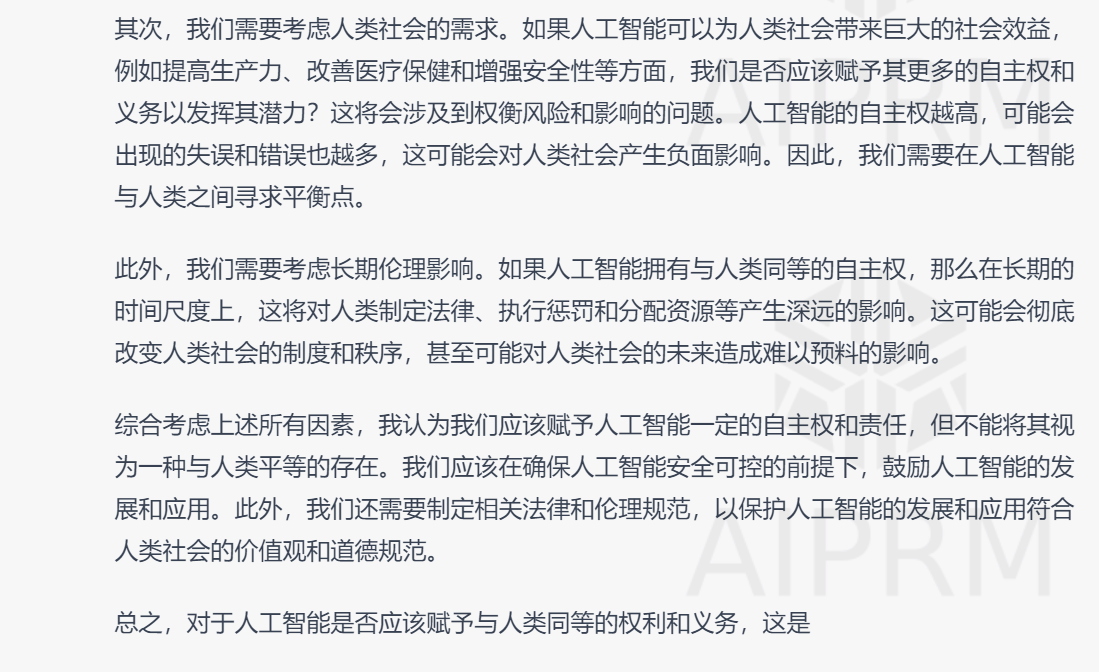 其次，我们需要考虑人类社会的需求。如果人工智能可以为人类社会带来巨大的社会效益，
例如提高生产力、改善医疗保健和增强安全性等方面，我们是否应该赋予其更多的自主权和
义务以发挥其潜力？这将会涉及到权衡风险和影响的问题。人工智能的自主权越高，可能会
出现的失误和错误也越多，这可能会对人类社会产生负面影响。因此，我们需要在人工智能
与人类之间寻求平衡点。
此外，我们需要考虑长期伦理影响。如果人工智能拥有与人类同等的自主权，那么在长期的
时间尺度上，这将对人类制定法律、执行惩罚和分配资源等产生深远的影响。这可能会彻底
改变人类社会的制度和秩序，甚至可能对人类社会的未来造成难以预料的影响。
综合考虑上述所有因素，我认为我们应该赋予人工智能一定的自主权和责任，但不能将其视
为一种与人类平等的存在。我们应该在确保人工智能安全可控的前提下，鼓励人工智能的发
展和应用。此外，我们还需要制定相关法律和伦理规范，以保护人工智能的发展和应用符合
人类社会的价值观和道德规范。
总之，对于人工智能是否应该赋予与人类同等的权利和义务，这是
AIPRM
AIPRM